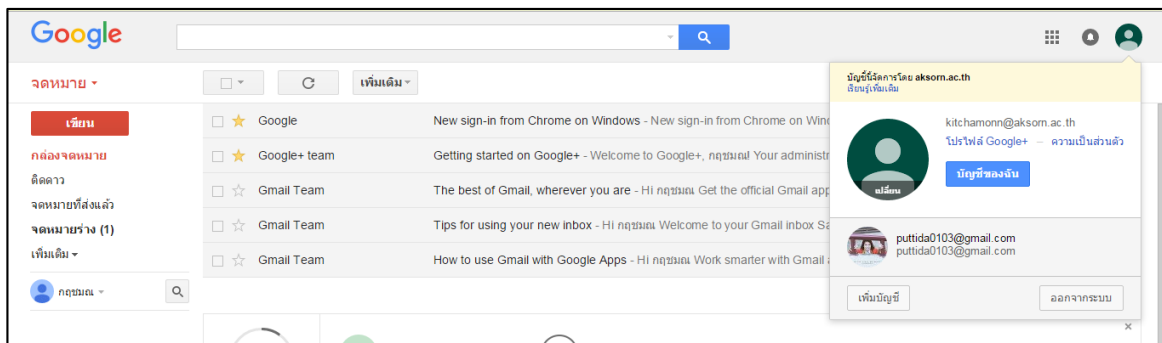 Google
จดหมาย
เพิ่มเติม
เขียน
กล่องจดหมาย
ติดดาว
จดหมายที่ส่งแล้ว
จดหมายร่าง (1)
เพิ่มเติม
กฤชมณ
Google New sign-in from Chrome on Windows - New sign-in from Chrome on Wind
Google+ team Getting started on Google+ - Welcome to Google+, กฤชมณ! Your administr
Gmail Team The best of Gmail, wherever you are - Hi กฤชมณ Get the official Gmail app
Gmail Team Tips for using your new inbox - Hi กฤชมณ Welcome to your Gmail inbox Sa
Gmail Team How to use Gmail with Google Apps - Hi กฤชมณ Work smarter with Gmail a
บัญชีนี้จัดการโดย aksorn.ac.th
เรียนรู้เพิ่มเติม
kitchamonn@aksorn.ac.th
โปรไฟล์ Google+ – ความเป็นส่วนตัว
บัญชีของฉัน
เปลี่ยน
puttida0103@gmail.com
puttida0103@gmail.com
เพิ่มบัญชี
ออกจากระบบ